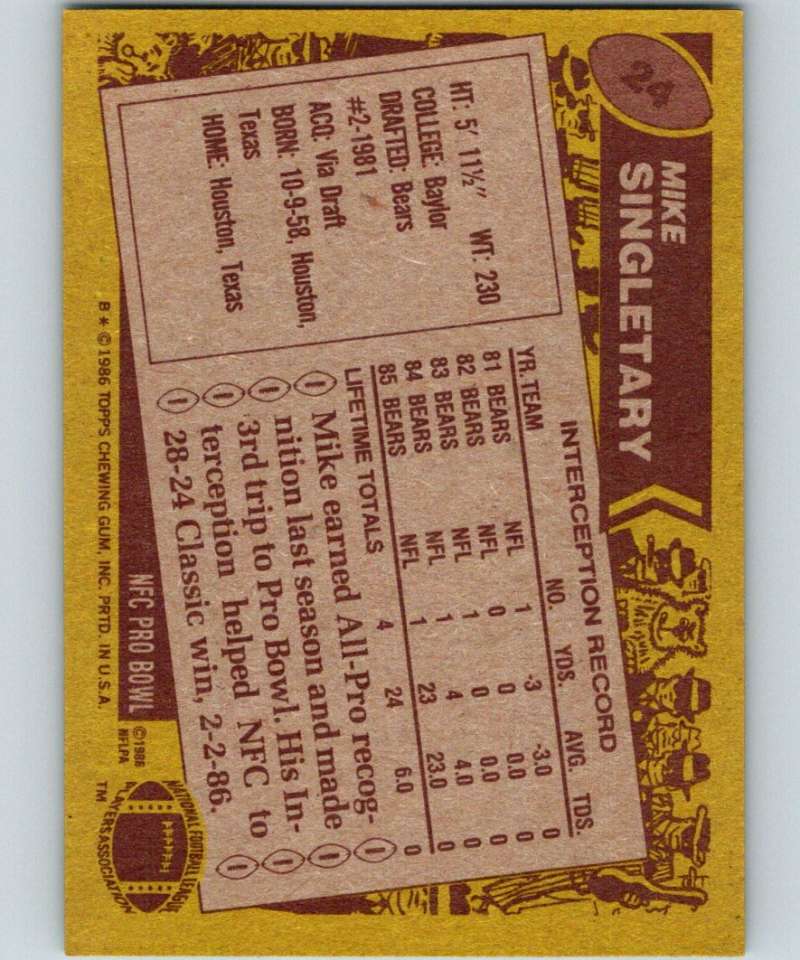 24
MIKE
SINGLETARY
HT: 5' 11½" WT: 230
COLLEGE: Baylor
DRAFTED: Bears
#2-1981
ACQ: Via Draft
BORN: 10-9-58, Houston,
Texas
HOME: Houston, Texas
INTERCEPTION RECORD
YR. TEAM NO. YDS. AVG. TDS.
81 BEARS NFL 1 -3 -3.0 0
82 BEARS NFL 0 0 0.0 0
83 BEARS NFL 1 0 0.0 0
84 BEARS NFL 1 4 4.0 0
85 BEARS NFL 1 23 23.0 0
LIFETIME TOTALS 4 24 6.0 0
Mike earned All-Pro recog-
nition last season and made
3rd trip to Pro Bowl. His In-
terception helped NFC to
28-24 Classic win, 2-2-86.
NFC PRO BOWL
B * © 1986 TOPPS CHEWING GUM, INC. PRTD. IN U.S.A.
© 1986
NFLPA
NATIONAL FOOTBALL LEAGUE
PLAYERS ASSOCIATION
TM